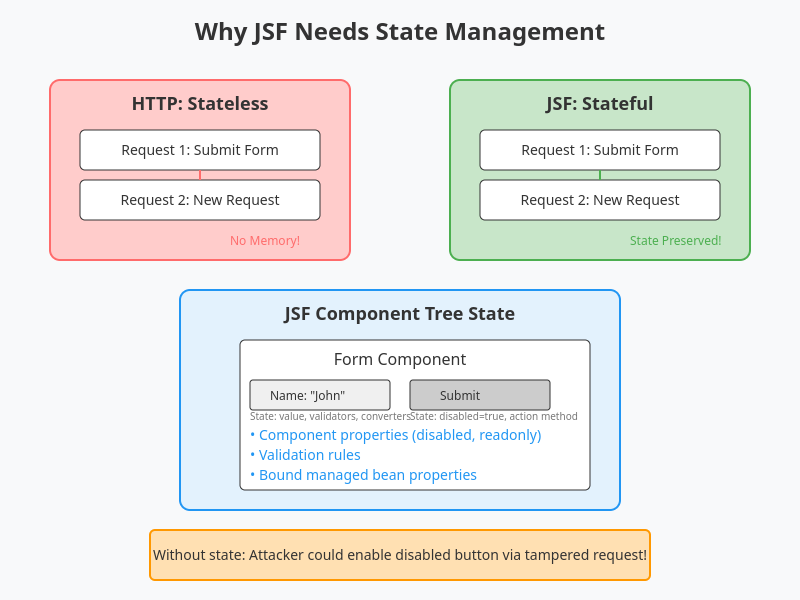 Why JSF Needs State Management
HTTP: Stateless
Request 1: Submit Form
Request 2: New Request
No Memory!
JSF: Stateful
Request 1: Submit Form
Request 2: New Request
State Preserved!
JSF Component Tree State
Form Component
Name: "John"
Submit
State: value, validators, converters
State: disabled=true, action method
• Component properties (disabled, readonly)
• Validation rules
• Bound managed bean properties
Without state: Attacker could enable disabled button via tampered request!